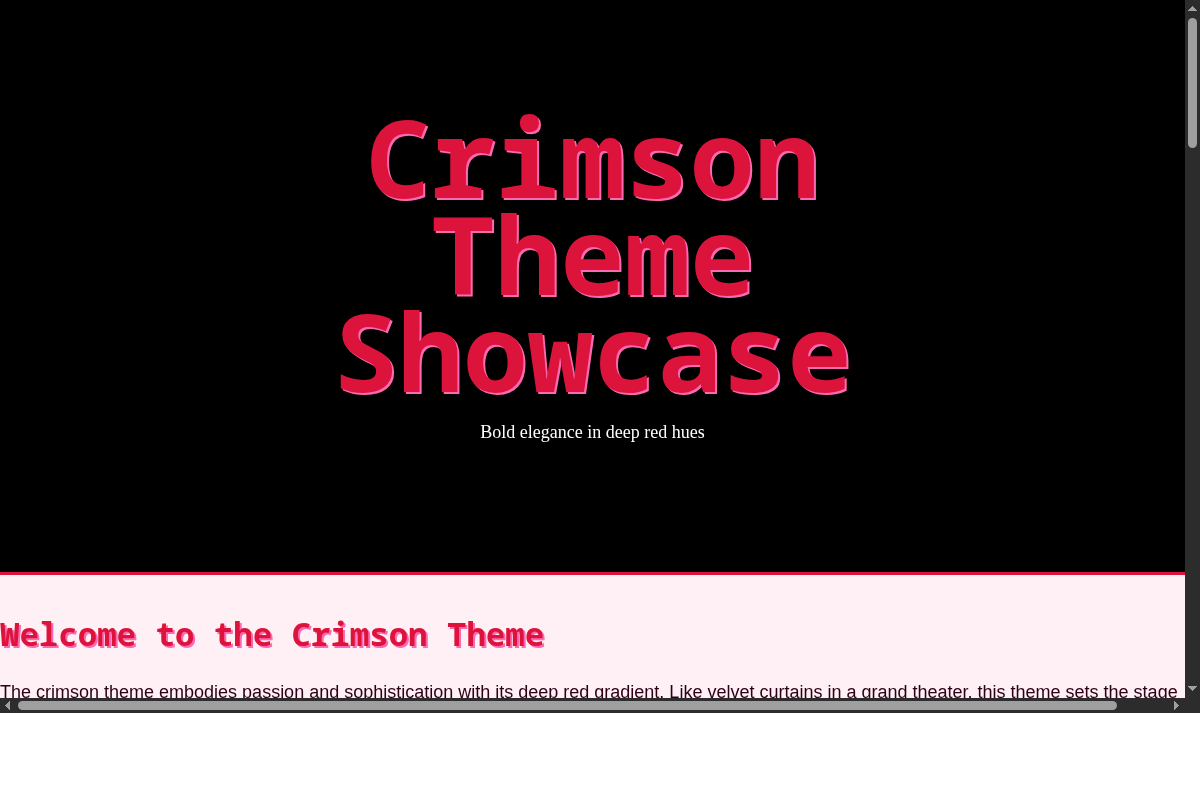 Crimson
Theme
Showcase
Bold elegance in deep red hues
Welcome to the Crimson Theme
The crimson theme embodies passion and sophistication with its deep red gradient. Like velvet curtains in a grand theater, this theme sets the stage